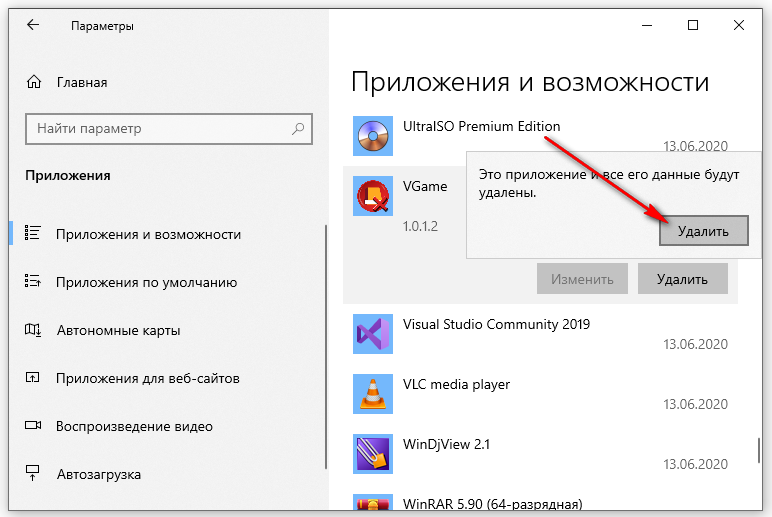 Параметры
Главная
Найти параметр
Приложения
Приложения и возможности
Приложения по умолчанию
Автономные карты
Приложения для веб-сайтов
Воспроизведение видео
Автозагрузка
Приложения и возможности
UltraISO Premium Edition
13.06.2020
VGame
1.0.1.2
Это приложение и все его данные будут
удалены.
Удалить
Изменить
Удалить
Visual Studio Community 2019
13.06.2020
VLC media player
13.06.2020
WinDjView 2.1
13.06.2020
WinRAR 5.90 (64-разрядная)